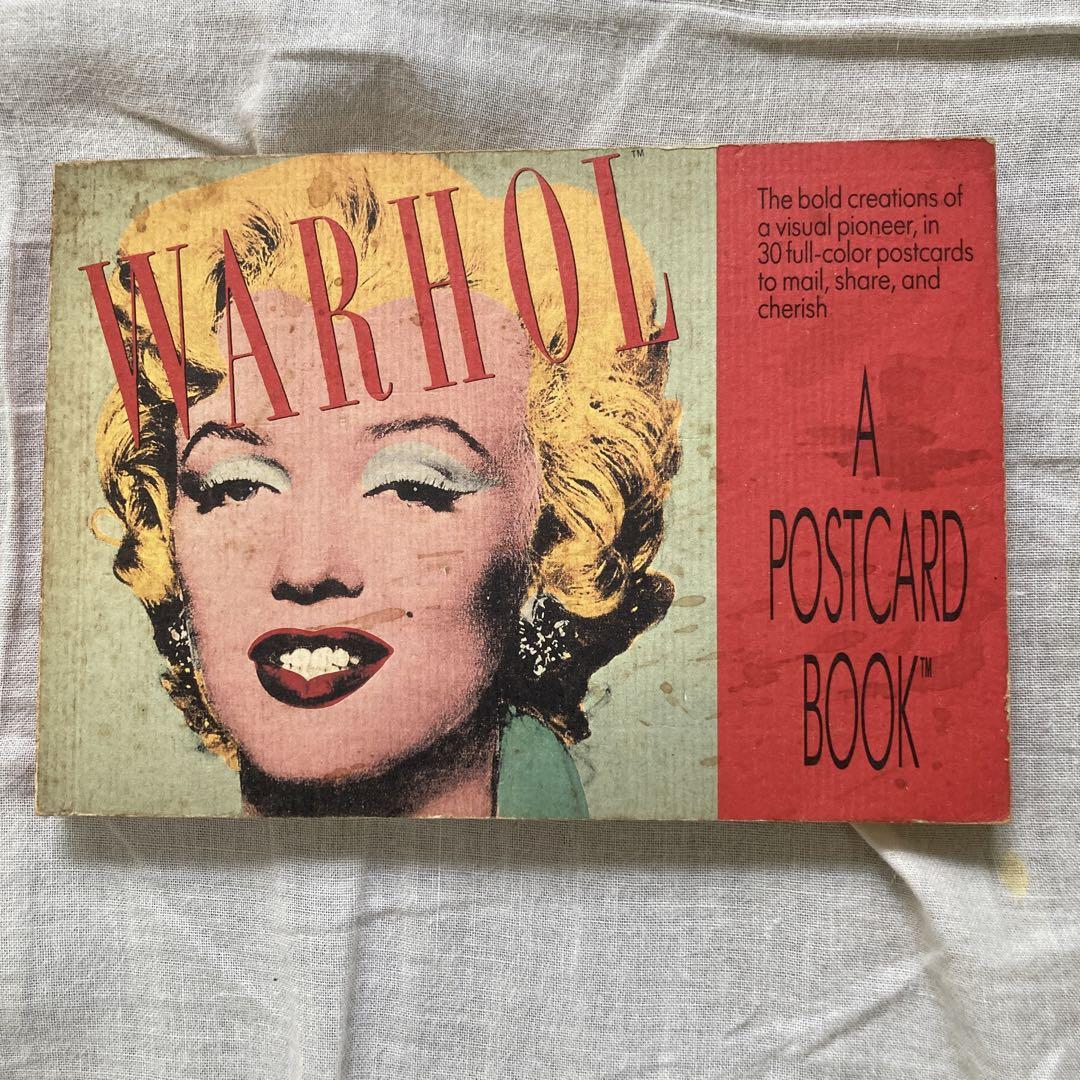 WARHOL™
The bold creations of
a visual pioneer, in
30 full-color postcards
to mail, share, and
cherish
A
POSTCARD
BOOK™